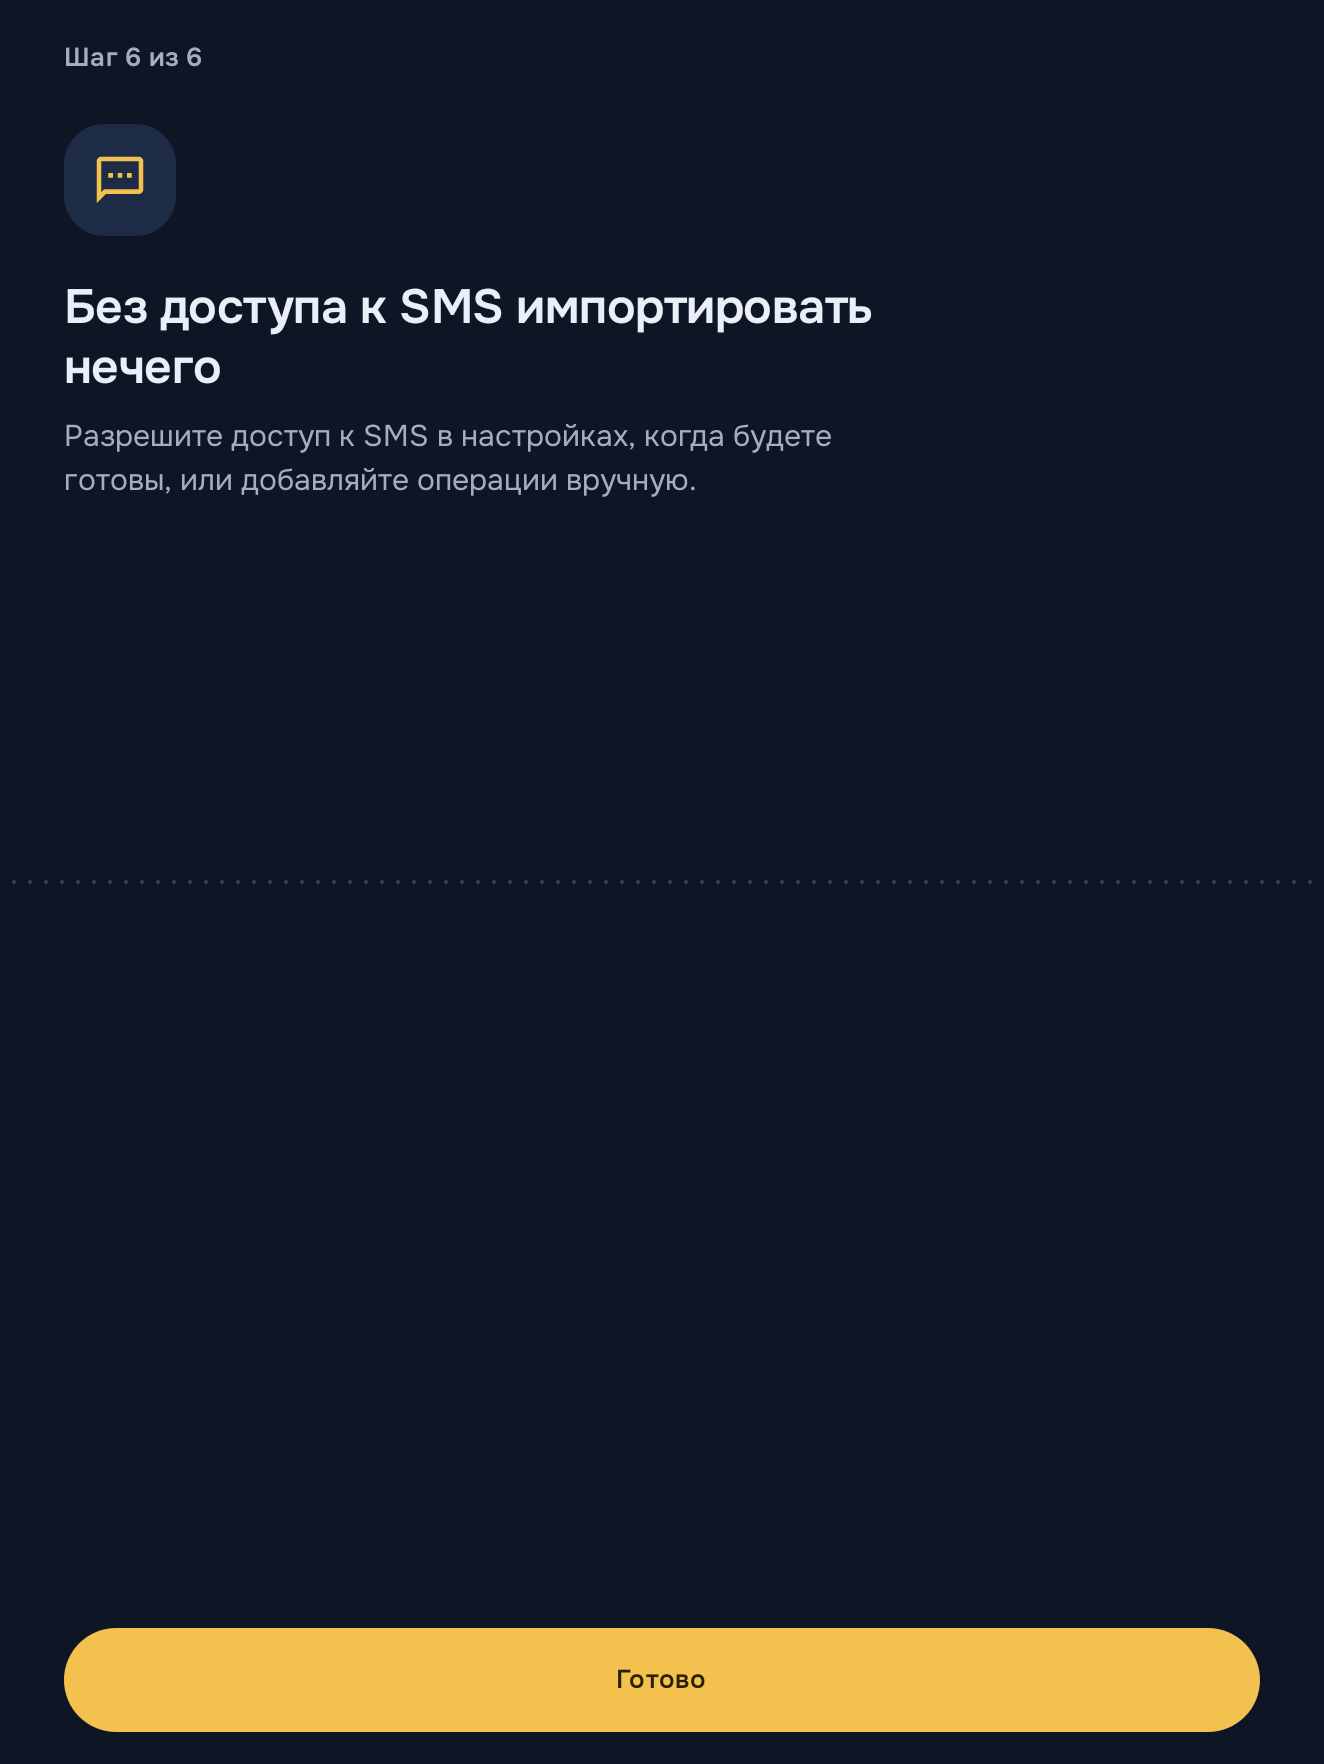 Шаг 6 из 6
Без доступа к SMS импортировать
нечего
Разрешите доступ к SMS в настройках, когда будете
готовы, или добавляйте операции вручную.
Готово